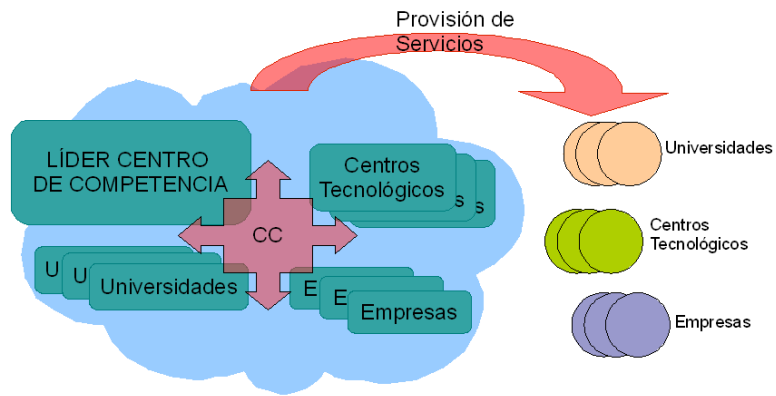 Provisión de
Servicios
LÍDER CENTRO
DE COMPETENCIA
Centros
Tecnológicos
s
s
CC
U
U
Universidades
E
E
Empresas
Universidades
Centros
Tecnológicos
Empresas